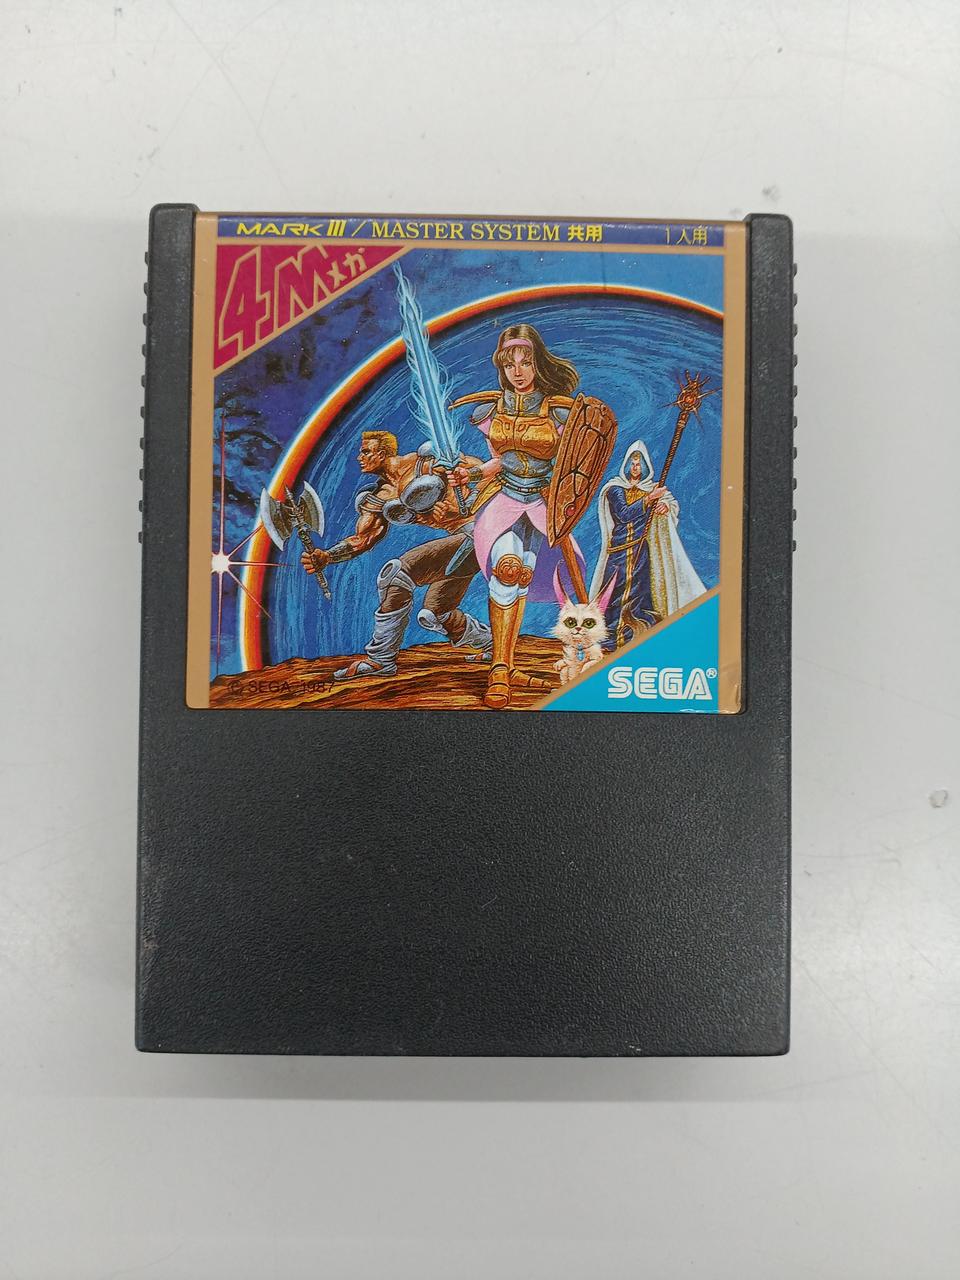 MARK III / MASTER SYSTEM 共用 1人用
4Mメガ
© SEGA 1987
SEGA®